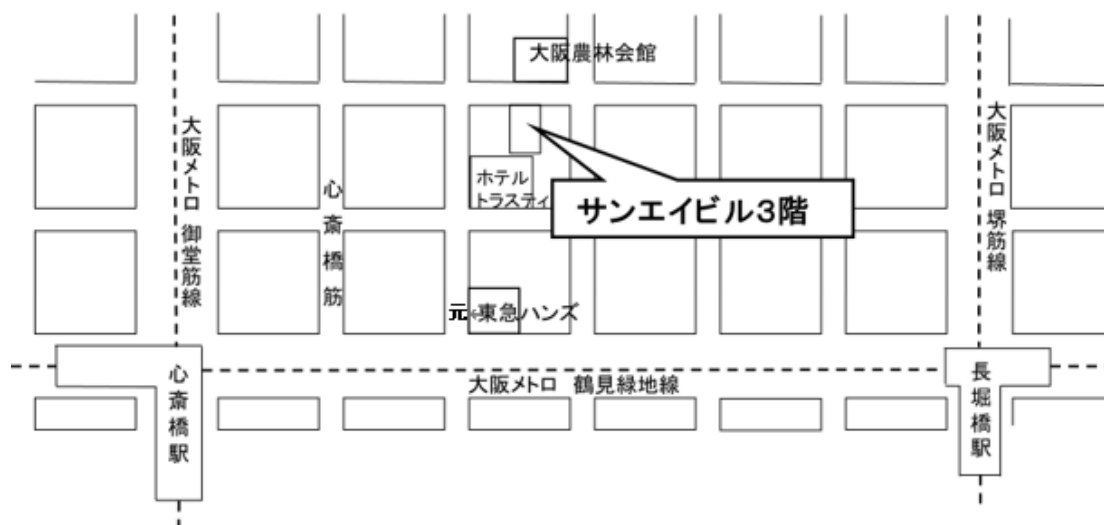 大阪農林会館
大阪メトロ 御堂筋線
心斎橋筋
ホテル
トラスティ
サンエイビル3階
大阪メトロ 堺筋線
元←東急ハンズ
大阪メトロ 鶴見緑地線
心斎橋駅
長堀橋駅